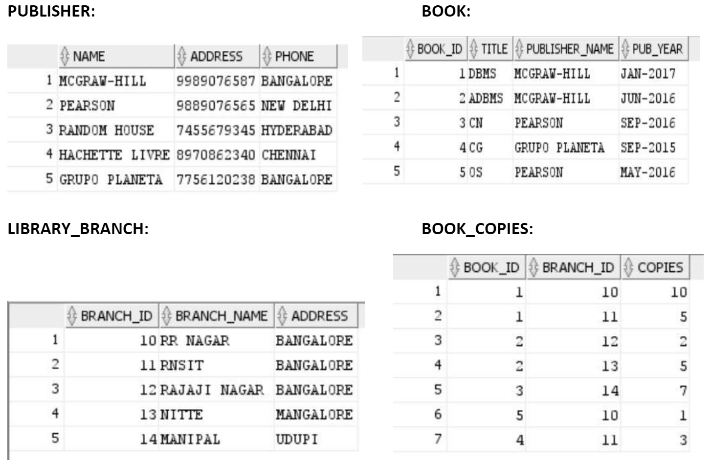 PUBLISHER:
NAME ADDRESS PHONE
1 MCGRAW-HILL 9989076587 BANGALORE
2 PEARSON 9889076565 NEW DELHI
3 RANDOM HOUSE 7455679345 HYDERABAD
4 HACHETTE LIVRE 8970862340 CHENNAI
5 GRUPO PLANETA 7756120238 BANGALORE
BOOK:
BOOK_ID TITLE PUBLISHER_NAME PUB_YEAR
1 1 DBMS MCGRAW-HILL JAN-2017
2 2 ADBMS MCGRAW-HILL JUN-2016
3 3 CN PEARSON SEP-2016
4 4 CG GRUPO PLANETA SEP-2015
5 5 OS PEARSON MAY-2016
LIBRARY_BRANCH:
BRANCH_ID BRANCH_NAME ADDRESS
1 10 RR NAGAR BANGALORE
2 11 RNSIT BANGALORE
3 12 RAJAJI NAGAR BANGALORE
4 13 NITTE MANGALORE
5 14 MANIPAL UDUPI
BOOK_COPIES:
BOOK_ID BRANCH_ID COPIES
1 1 10 10
2 1 11 5
3 2 12 2
4 2 13 5
5 3 14 7
6 5 10 1
7 4 11 3